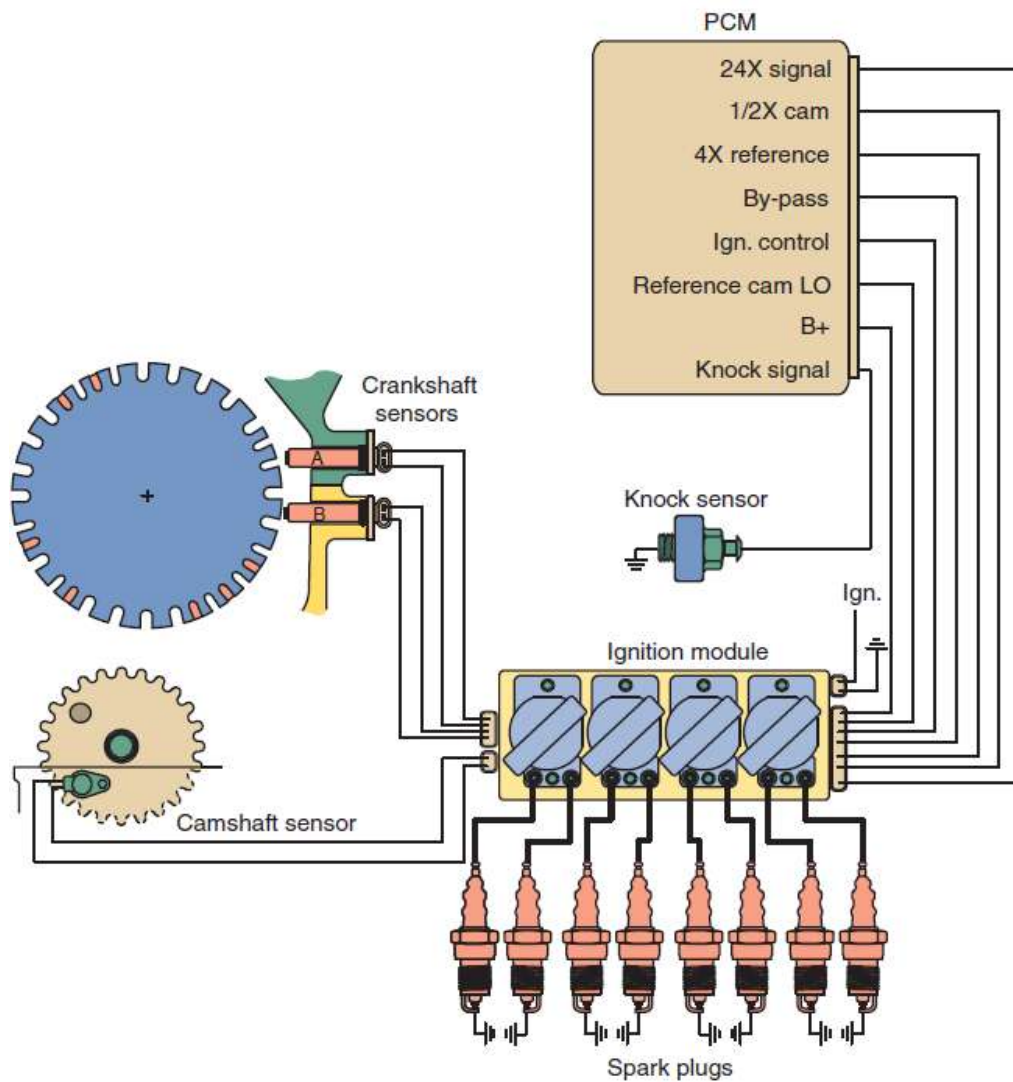 PCM
24X signal
1/2X cam
4X reference
By-pass
Ign. control
Reference cam LO
B+
Knock signal
Crankshaft
sensors
A
B
Knock sensor
Ign.
Ignition module
Camshaft sensor
Spark plugs